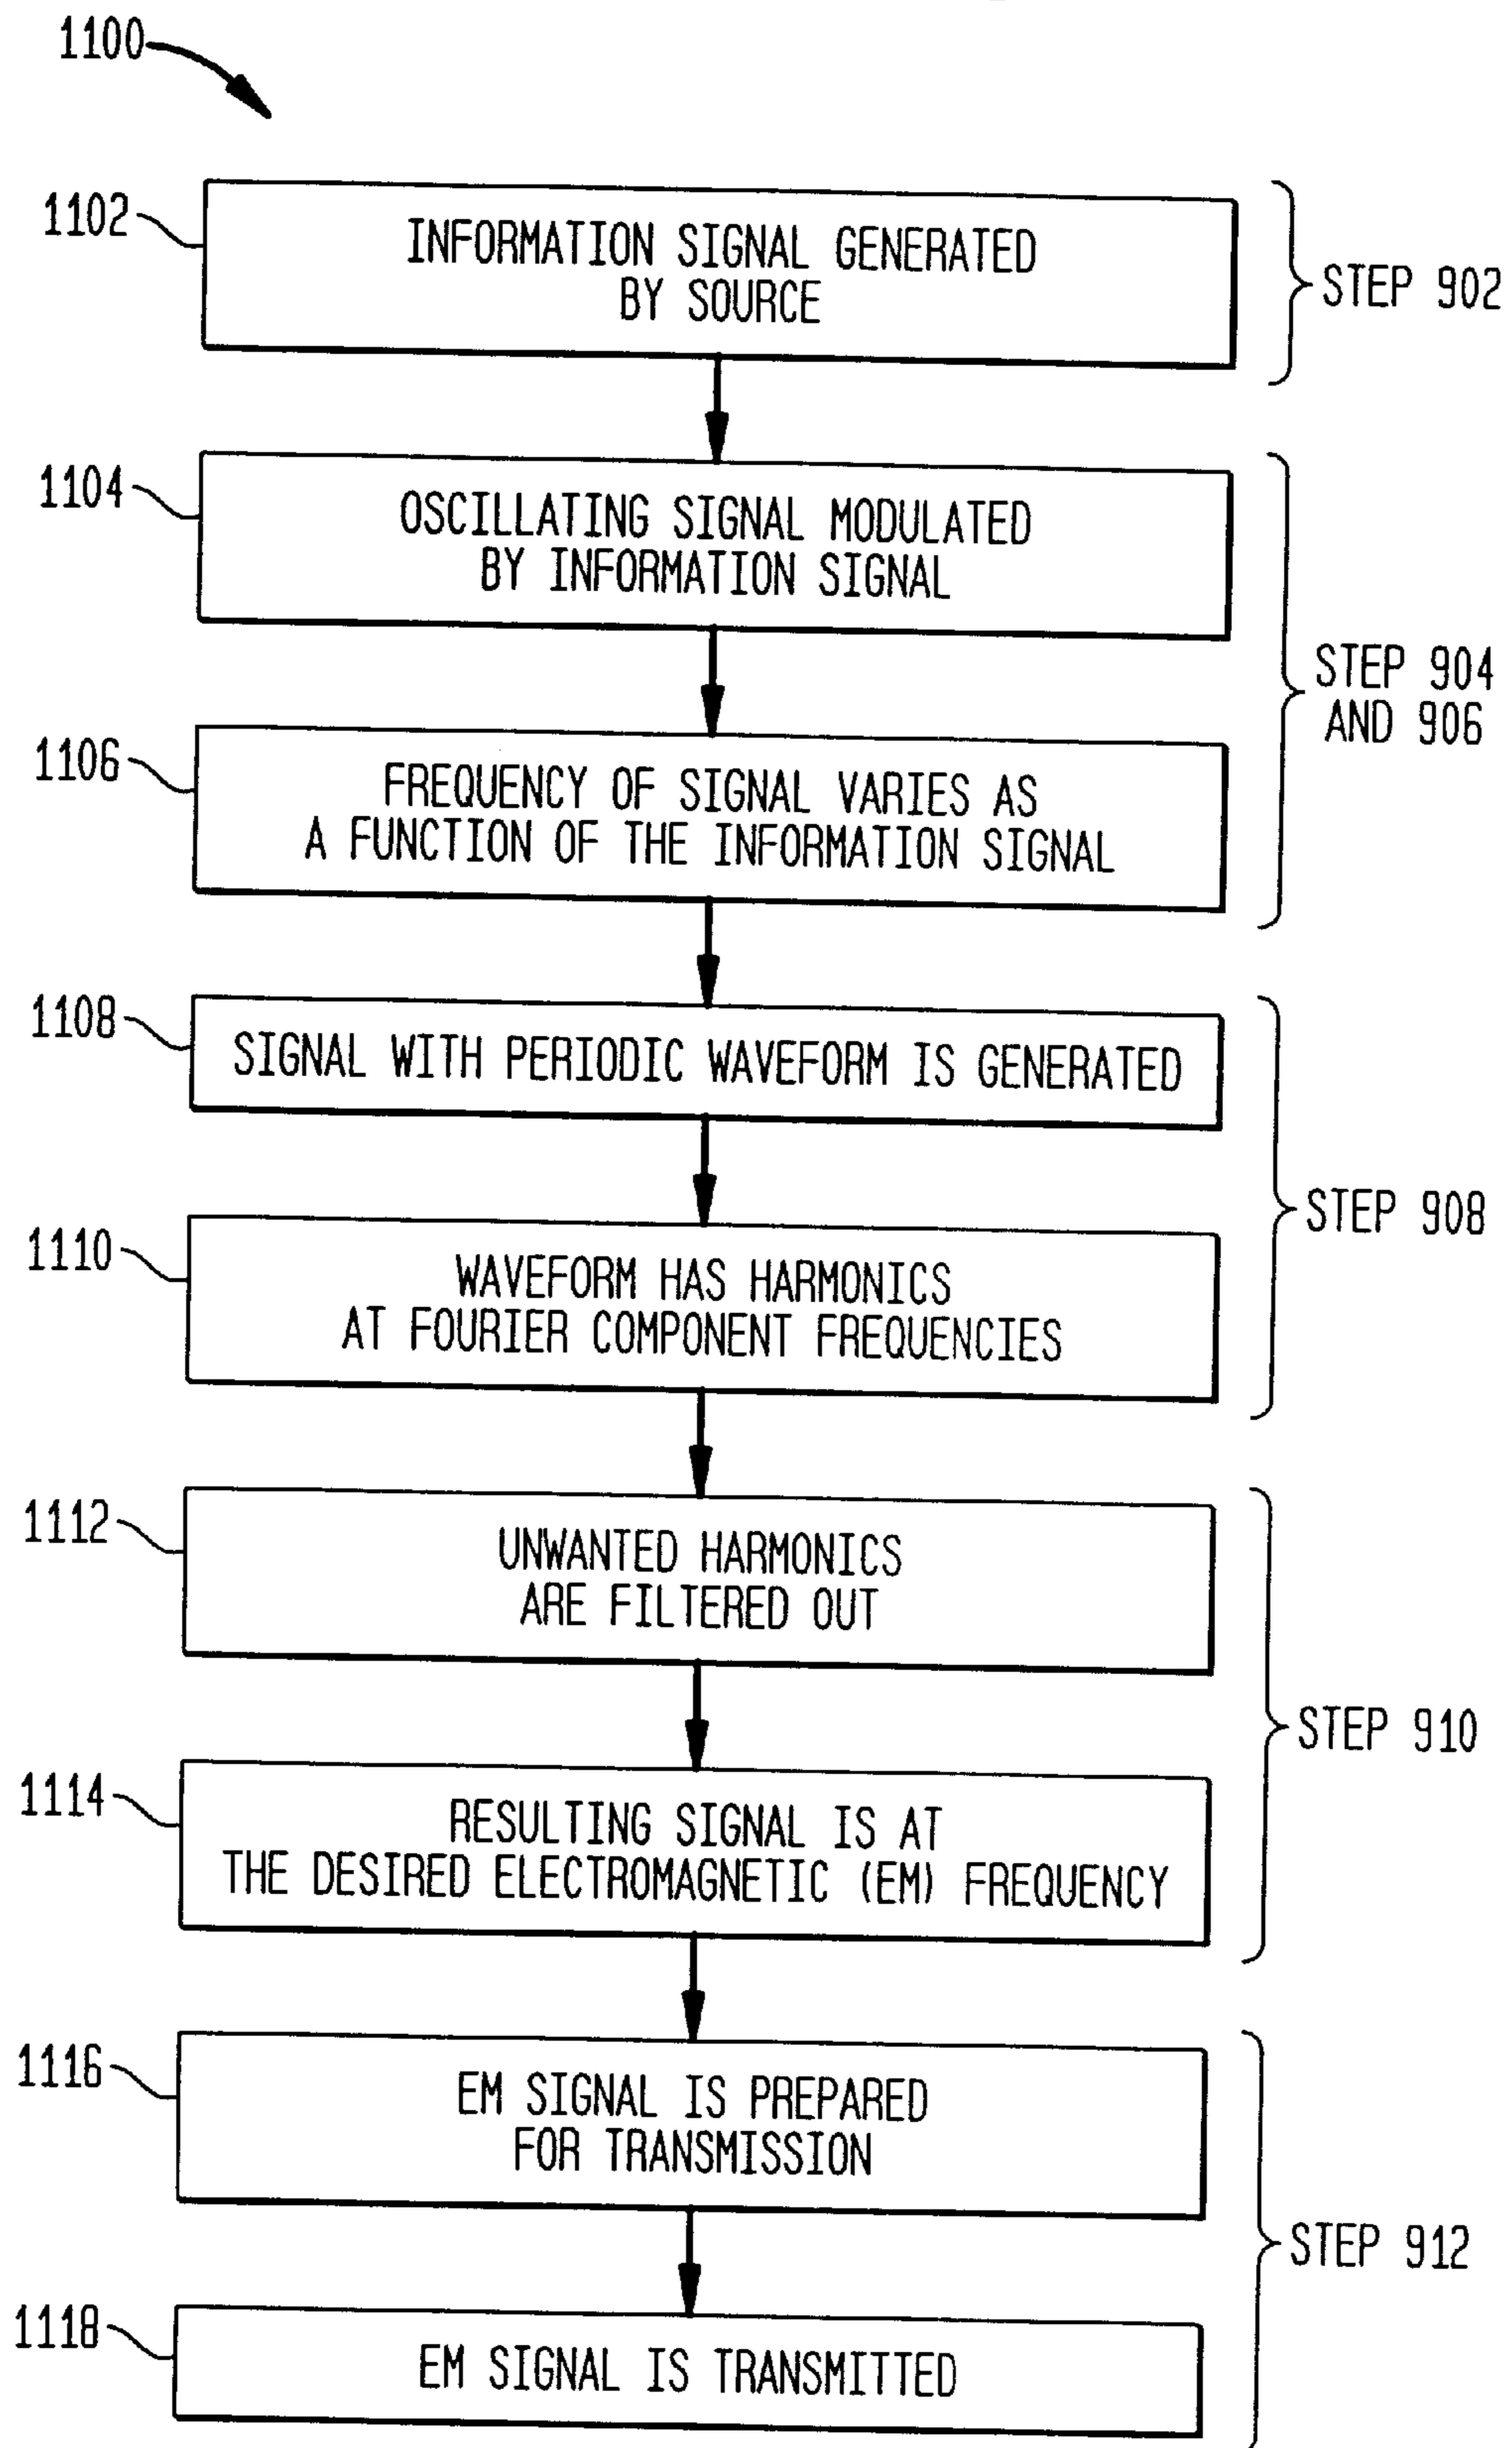 1100
1102
INFORMATION SIGNAL GENERATED
BY SOURCE
STEP 902
1104
OSCILLATING SIGNAL MODULATED
BY INFORMATION SIGNAL
STEP 904
AND 906
1106
FREQUENCY OF SIGNAL VARIES AS
A FUNCTION OF THE INFORMATION SIGNAL
1108
SIGNAL WITH PERIODIC WAVEFORM IS GENERATED
STEP 908
1110
WAVEFORM HAS HARMONICS
AT FOURIER COMPONENT FREQUENCIES
1112
UNWANTED HARMONICS
ARE FILTERED OUT
STEP 910
1114
RESULTING SIGNAL IS AT
THE DESIRED ELECTROMAGNETIC (EM) FREQUENCY
1116
EM SIGNAL IS PREPARED
FOR TRANSMISSION
STEP 912
1118
EM SIGNAL IS TRANSMITTED